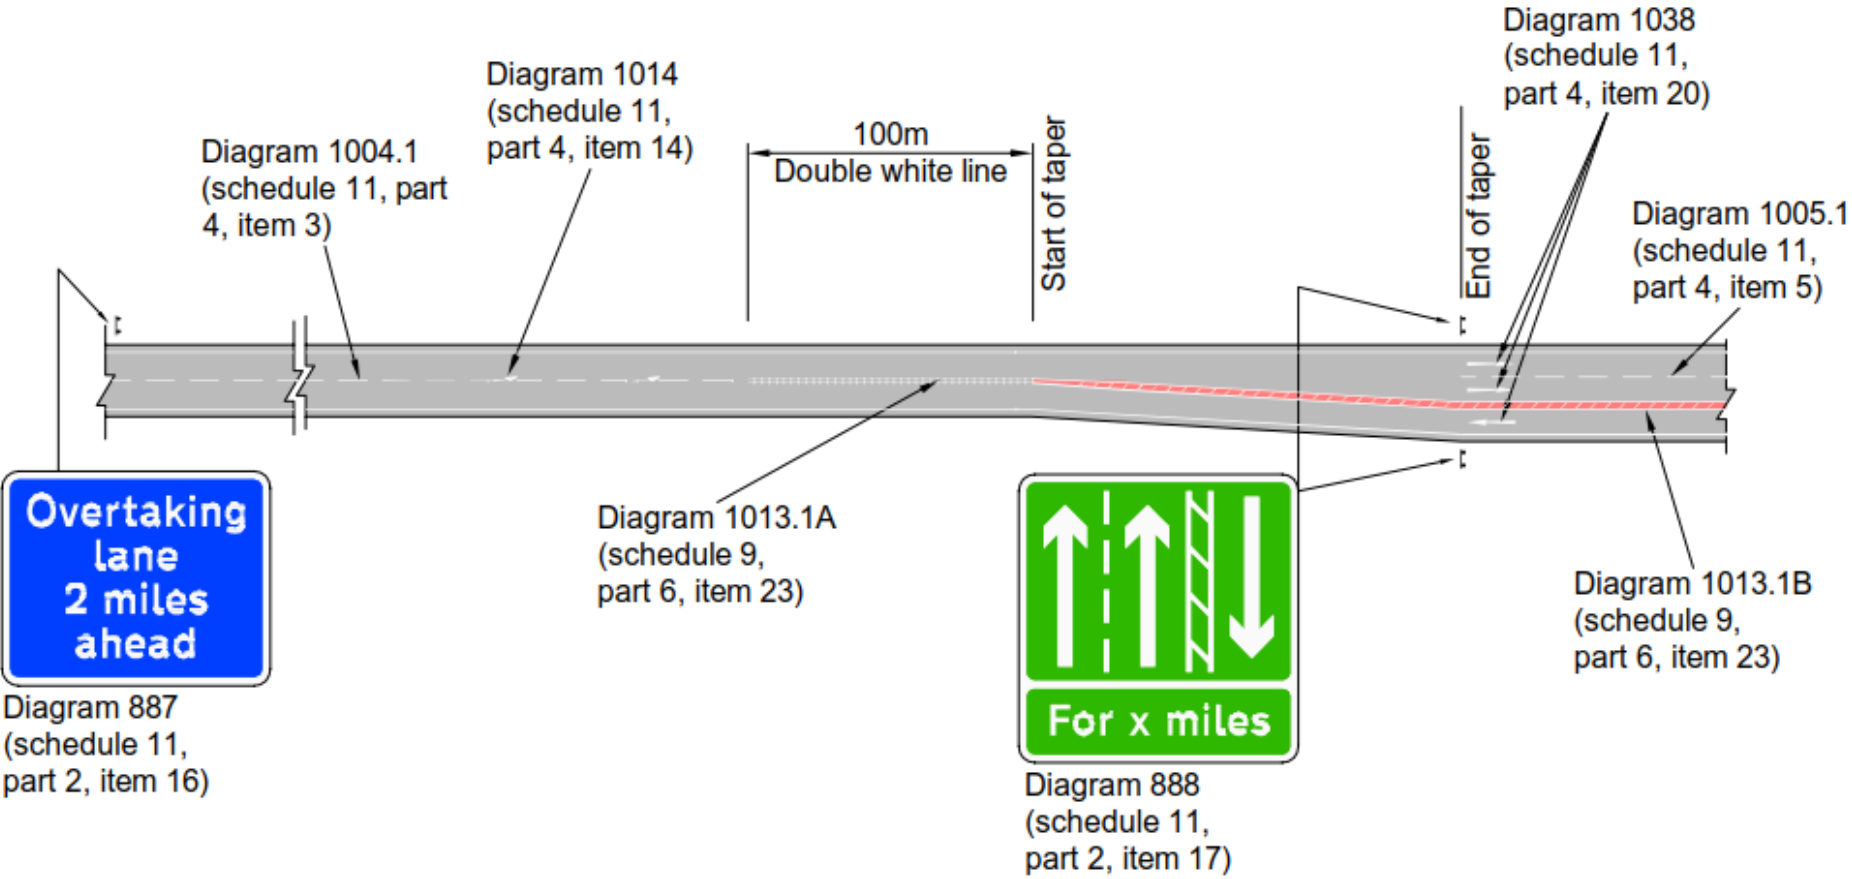 Diagram 1038
(schedule 11,
part 4, item 20)
Diagram 1014
(schedule 11,
part 4, item 14)
Diagram 1004.1
(schedule 11, part
4, item 3)
100m
Double white line
Start of taper
End of taper
Diagram 1005.1
(schedule 11,
part 4, item 5)
Overtaking
lane
2 miles
ahead
Diagram 887
(schedule 11,
part 2, item 16)
Diagram 1013.1A
(schedule 9,
part 6, item 23)
For x miles
Diagram 888
(schedule 11,
part 2, item 17)
Diagram 1013.1B
(schedule 9,
part 6, item 23)